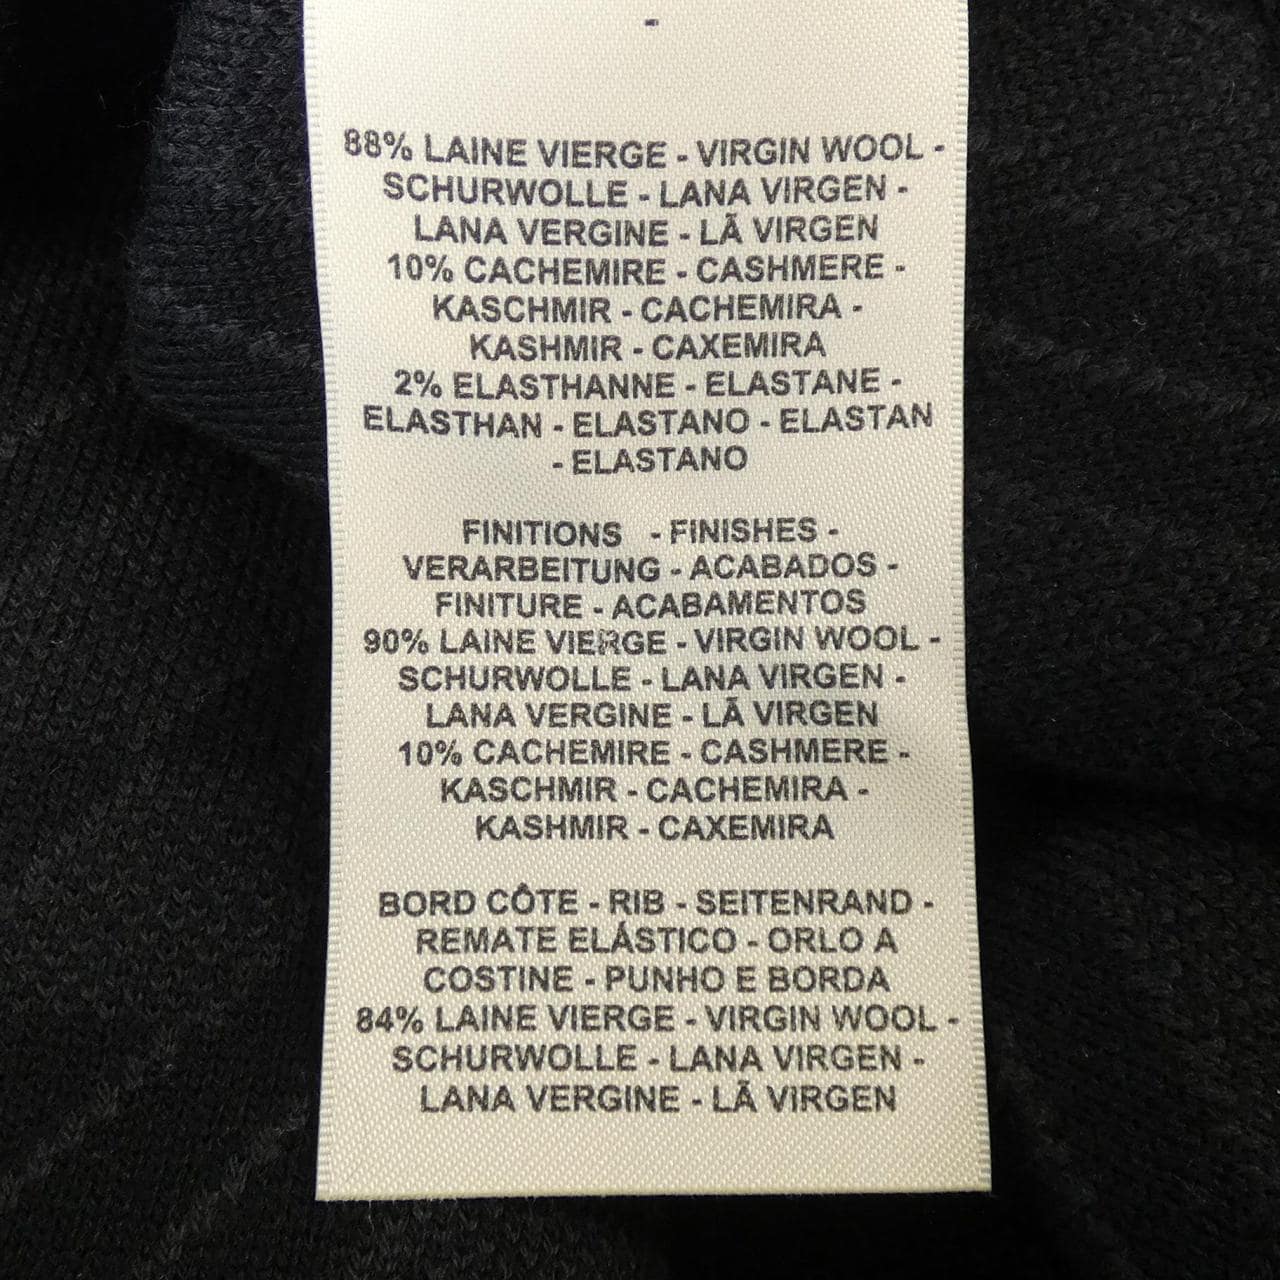 88% LAINE VIERGE - VIRGIN WOOL -
SCHURWOLLE - LANA VIRGEN -
LANA VERGINE - LÃ VIRGEN
10% CACHEMIRE - CASHMERE -
KASCHMIR - CACHEMIRA -
KASHMIR - CAXEMIRA
2% ELASTHANNE - ELASTANE -
ELASTHAN - ELASTANO - ELASTAN
- ELASTANO
FINITIONS - FINISHES -
VERARBEITUNG - ACABADOS -
FINITURE - ACABAMENTOS
90% LAINE VIERGE - VIRGIN WOOL -
SCHURWOLLE - LANA VIRGEN -
LANA VERGINE - LÃ VIRGEN
10% CACHEMIRE - CASHMERE -
KASCHMIR - CACHEMIRA -
KASHMIR - CAXEMIRA
BORD CÔTE - RIB - SEITENRAND -
REMATE ELÁSTICO - ORLO A
COSTINE - PUNHO E BORDA
84% LAINE VIERGE - VIRGIN WOOL -
SCHURWOLLE - LANA VIRGEN -
LANA VERGINE - LÃ VIRGEN